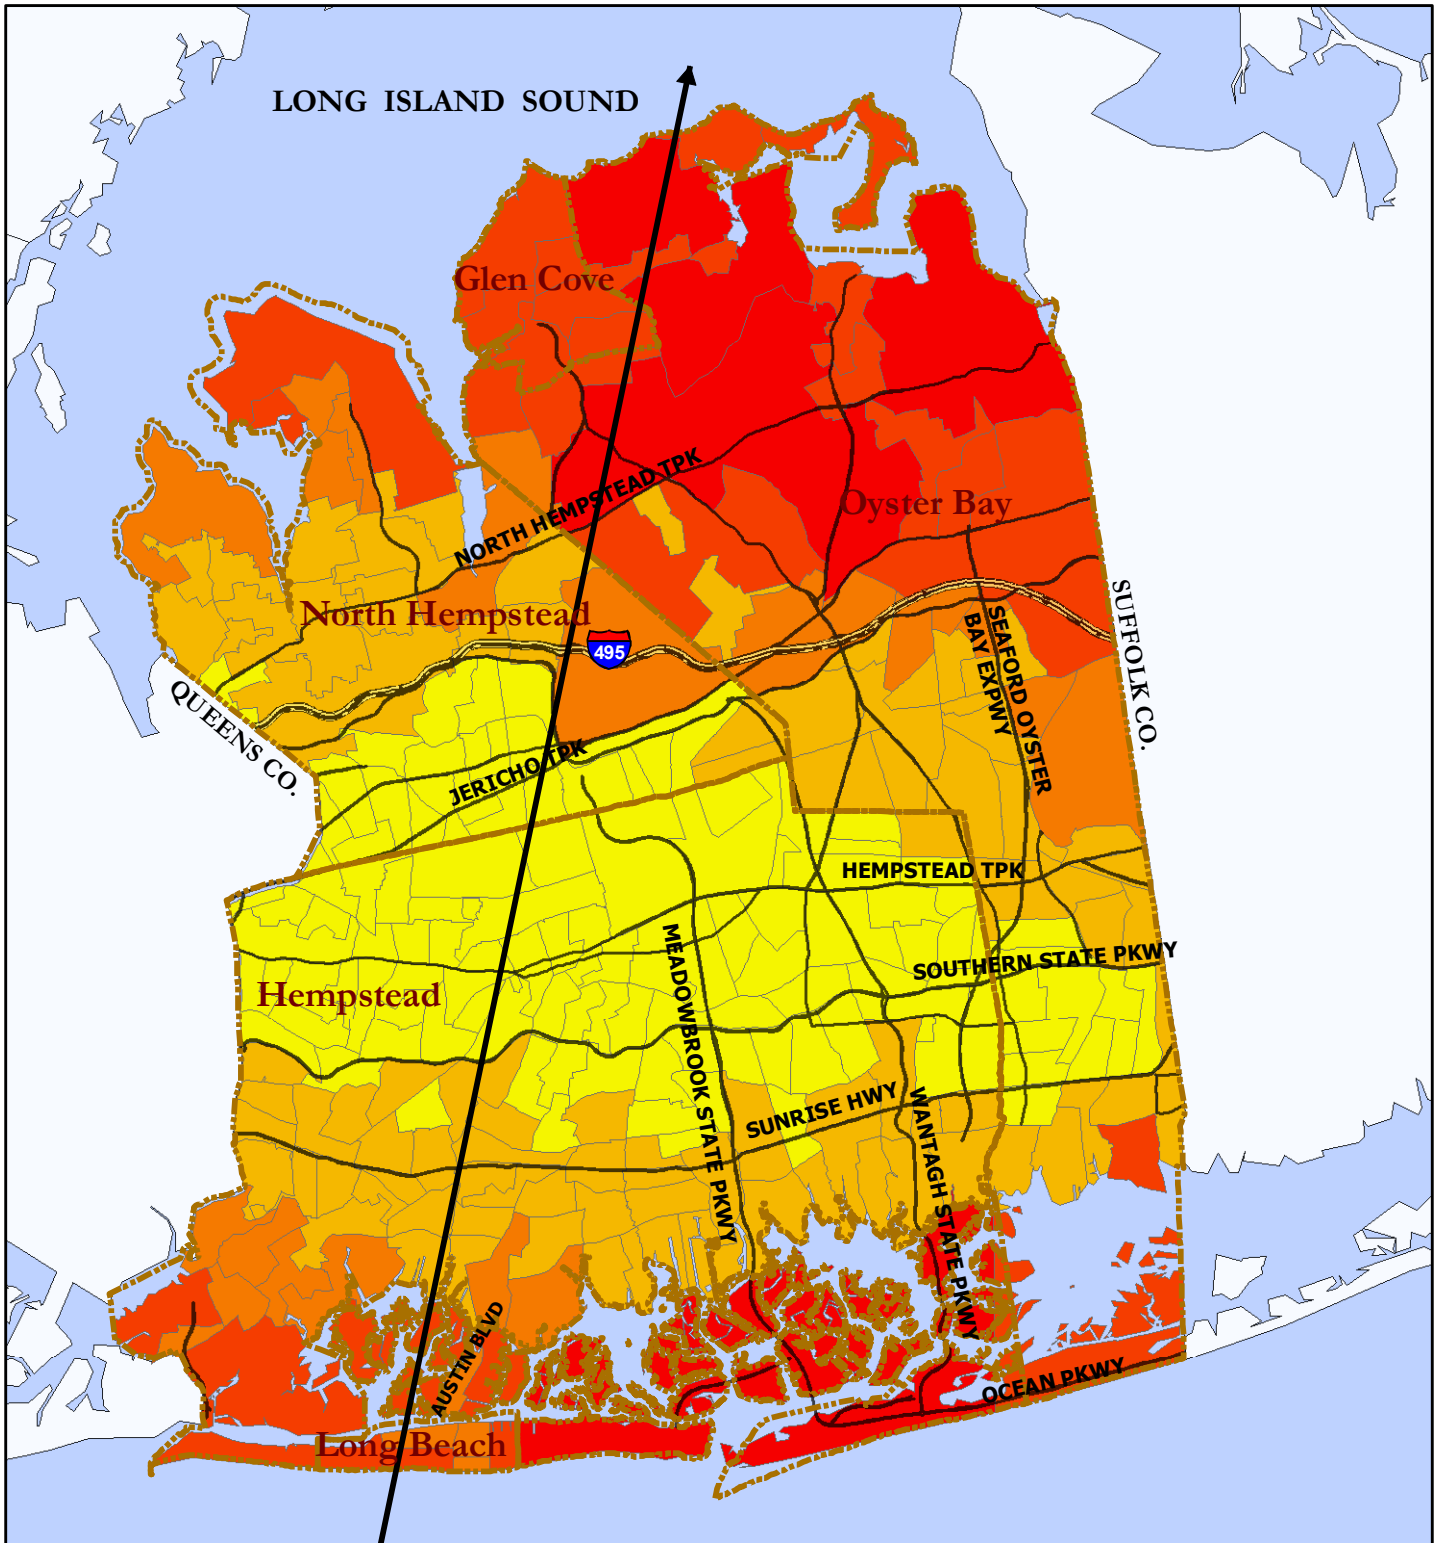 LONG ISLAND SOUND
Glen Cove
NORTH HEMPSTEAD TPK
Oyster Bay
North Hempstead
495
SUFFOLK CO.
SEAFORD OYSTER
BAY EXPWY
QUEENS CO.
JERICHO TPK
HEMPSTEAD TPK
MEADOWBROOK STATE PKWY
SOUTHERN STATE PKWY
Hempstead
SUNRISE HWY
WANTAGH STATE PKWY
AUSTIN BLVD
OCEAN PKWY
Long Beach